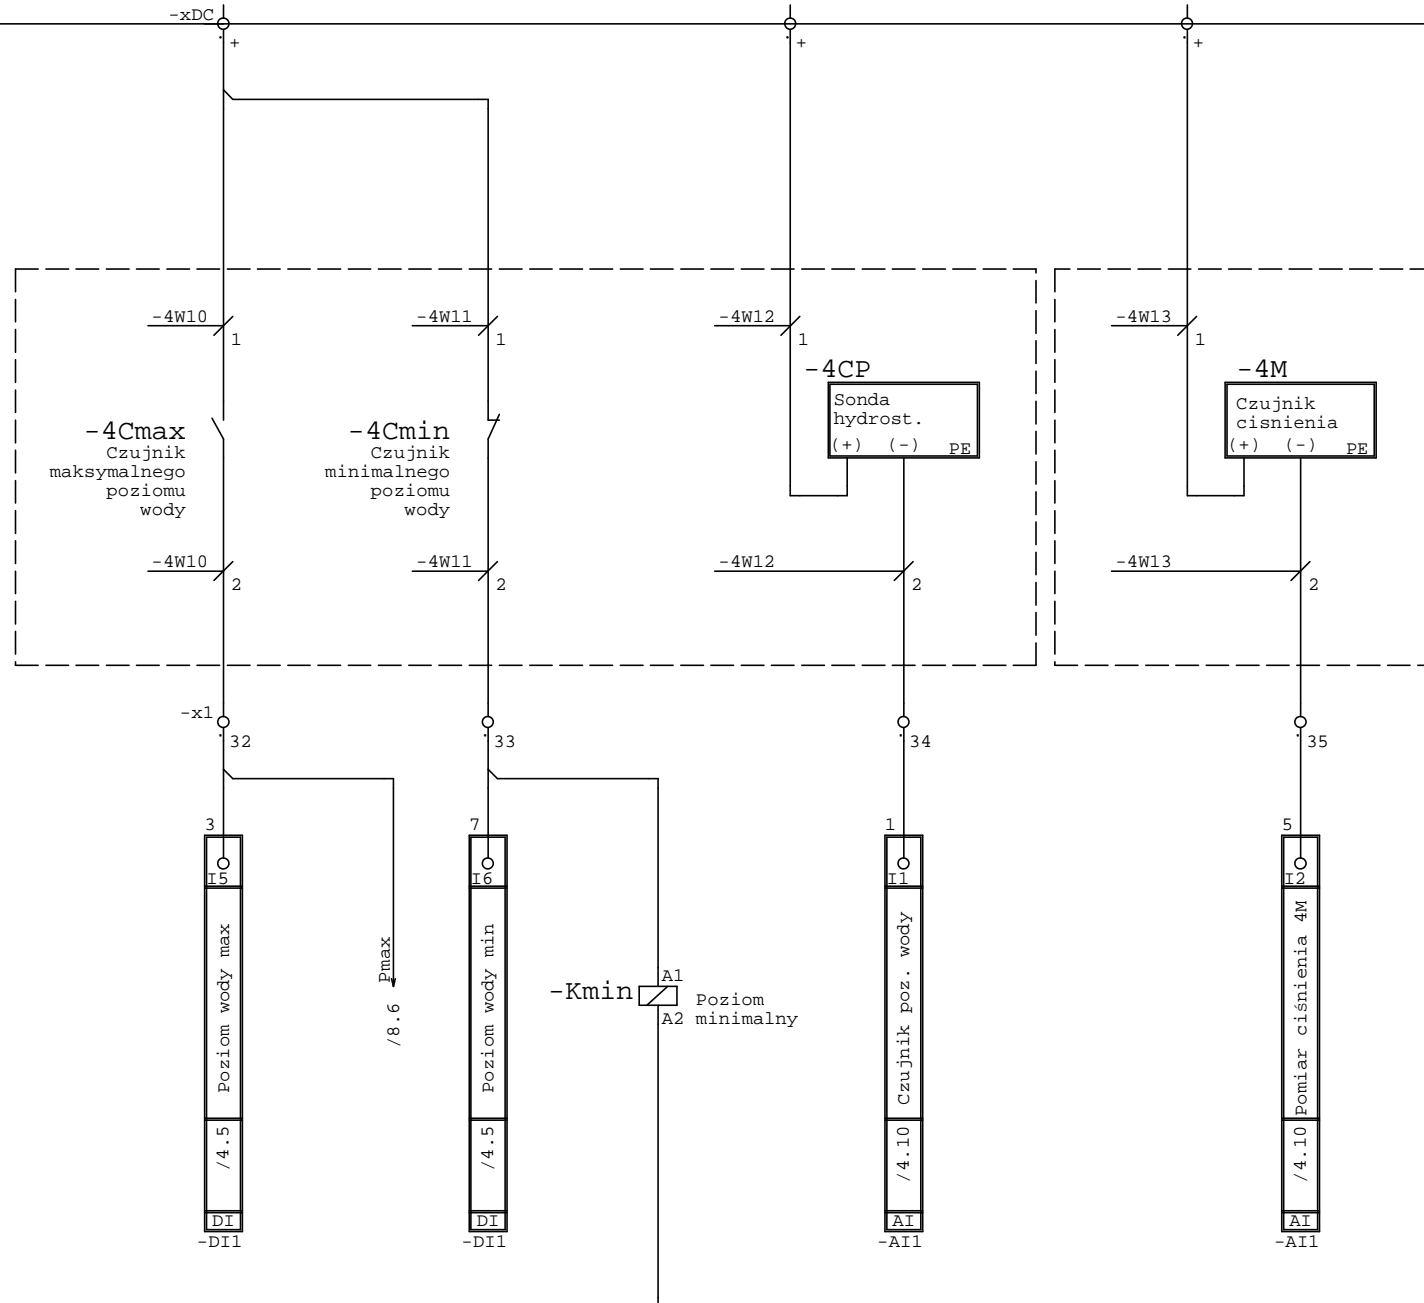 -xDC
+
+
+
-4W10
1
-4W11
1
-4W12
1
-4W13
1
-4CP
Sonda
hydrost.
(+) (-) PE
-4M
Czujnik
cisnienia
(+) (-) PE
-4Cmax
Czujnik
maksymalnego
poziomu
wody
-4Cmin
Czujnik
minimalnego
poziomu
wody
-4W10
2
-4W11
2
-4W12
2
-4W13
2
-x1
32
33
34
35
3
I5
Poziom wody max
/4.5
DI
-DI1
Pmax
/8.6
7
I6
Poziom wody min
/4.5
DI
-DI1
-Kmin
A1
A2
Poziom
minimalny
1
I1
Czujnik poz. wody
/4.10
AI
-AI1
5
I2
Pomiar ciśnienia 4M
/4.10
AI
-AI1